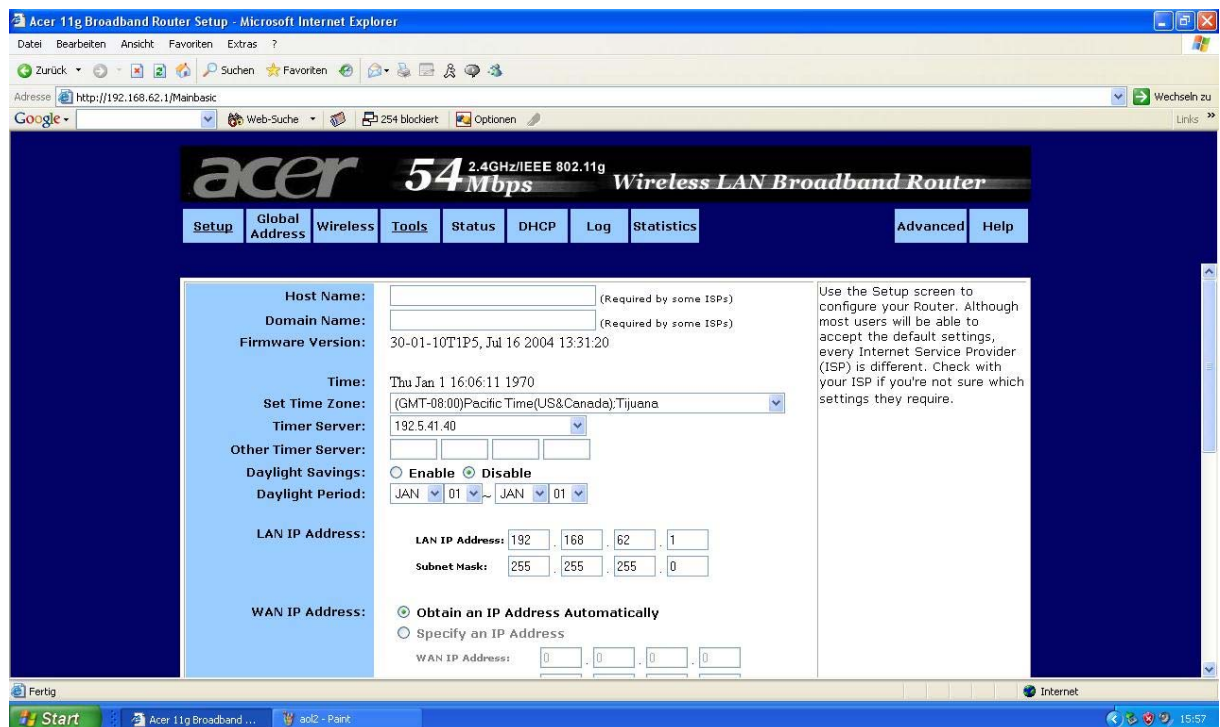 Acer 11g Broadband Router Setup - Microsoft Internet Explorer
Datei Bearbeiten Ansicht Favoriten Extras ?
Zurück Suchen Favoriten
Adresse http://192.168.62.1/Mainbasic Wechseln zu
Google Web-Suche 254 blockiert Optionen Links »
acer 54 Mbps 2.4GHz/IEEE 802.11g Wireless LAN Broadband Router
Setup Global Address Wireless Tools Status DHCP Log Statistics Advanced Help
Host Name: (Required by some ISPs)
Domain Name: (Required by some ISPs)
Firmware Version: 30-01-10T1P5, Jul 16 2004 13:31:20
Time: Thu Jan 1 16:06:11 1970
Set Time Zone: (GMT-08:00)Pacific Time(US&Canada);Tijuana
Timer Server: 192.5.41.40
Other Timer Server:
Daylight Savings: Enable Disable
Daylight Period: JAN 01 ~ JAN 01
LAN IP Address: LAN IP Address: 192 . 168 . 62 . 1
Subnet Mask: 255 . 255 . 255 . 0
WAN IP Address: Obtain an IP Address Automatically
Specify an IP Address
WAN IP Address: 0 . 0 . 0 . 0
Use the Setup screen to
configure your Router. Although
most users will be able to
accept the default settings,
every Internet Service Provider
(ISP) is different. Check with
your ISP if you're not sure which
settings they require.
Fertig Internet
Start Acer 11g Broadband ... aol2 - Paint 15:57